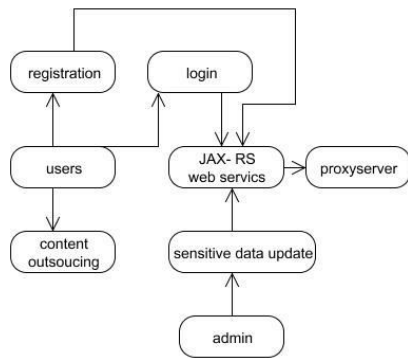 registration
login
users
JAX- RS
web servics
proxyserver
content
outsoucing
sensitive data update
admin